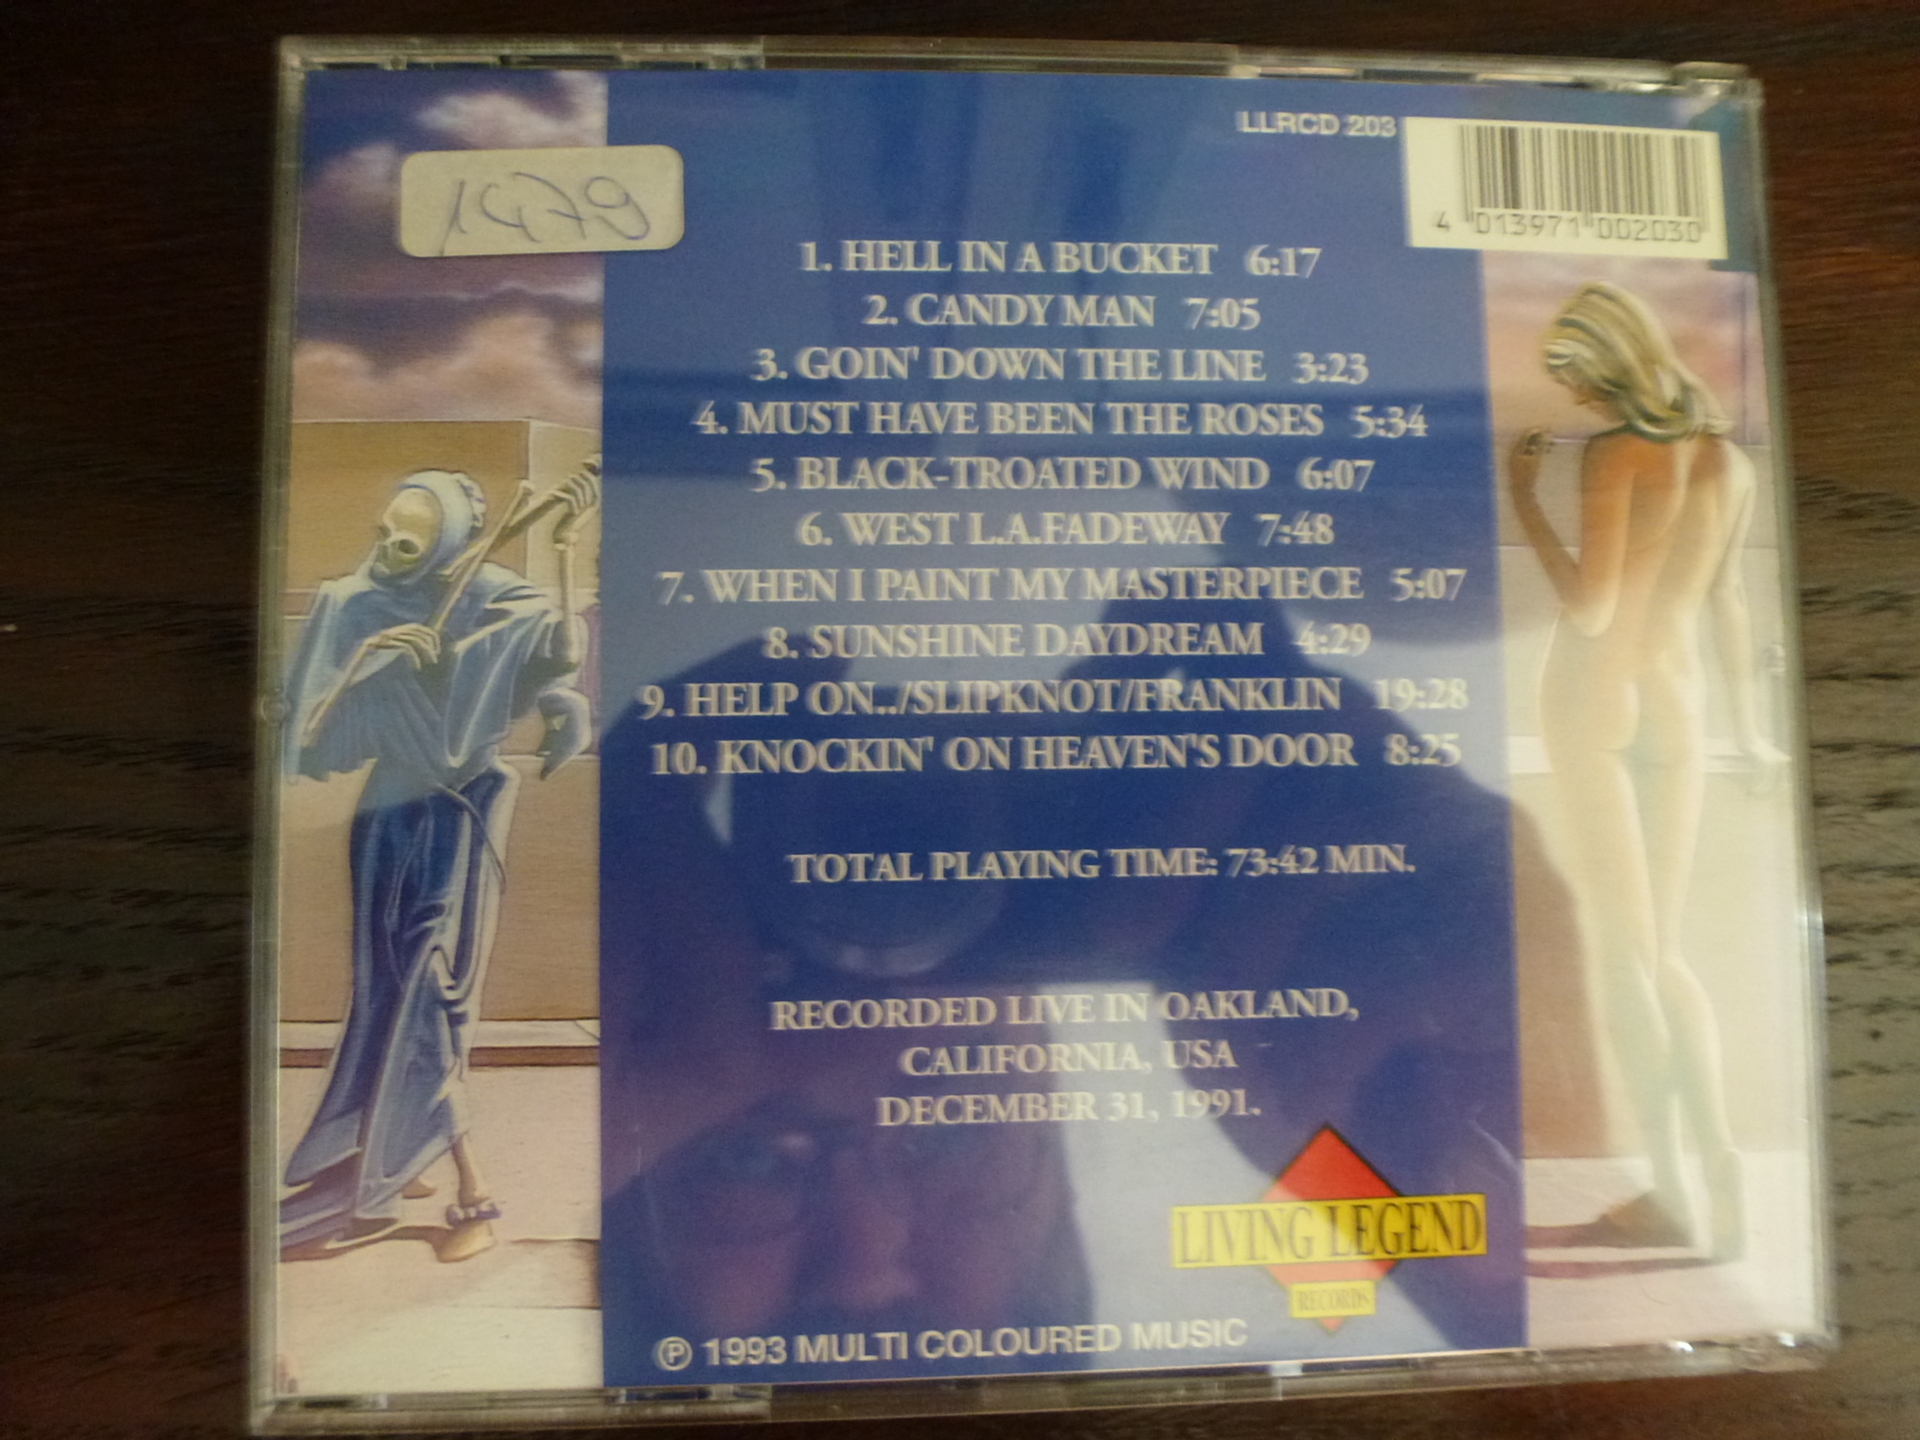 1479
LLRCD 203
4 013971 002030
1. HELL IN A BUCKET 6:17
2. CANDY MAN 7:05
3. GOIN' DOWN THE LINE 3:23
4. MUST HAVE BEEN THE ROSES 5:34
5. BLACK-TROATED WIND 6:07
6. WEST L.A.FADEWAY 7:48
7. WHEN I PAINT MY MASTERPIECE 5:07
8. SUNSHINE DAYDREAM 4:29
9. HELP ON../SLIPKNOT/FRANKLIN 19:28
10. KNOCKIN' ON HEAVEN'S DOOR 8:25
TOTAL PLAYING TIME: 73:42 MIN.
RECORDED LIVE IN OAKLAND,
CALIFORNIA, USA
DECEMBER 31, 1991.
LIVING LEGEND
RECORDS
℗ 1993 MULTI COLOURED MUSIC